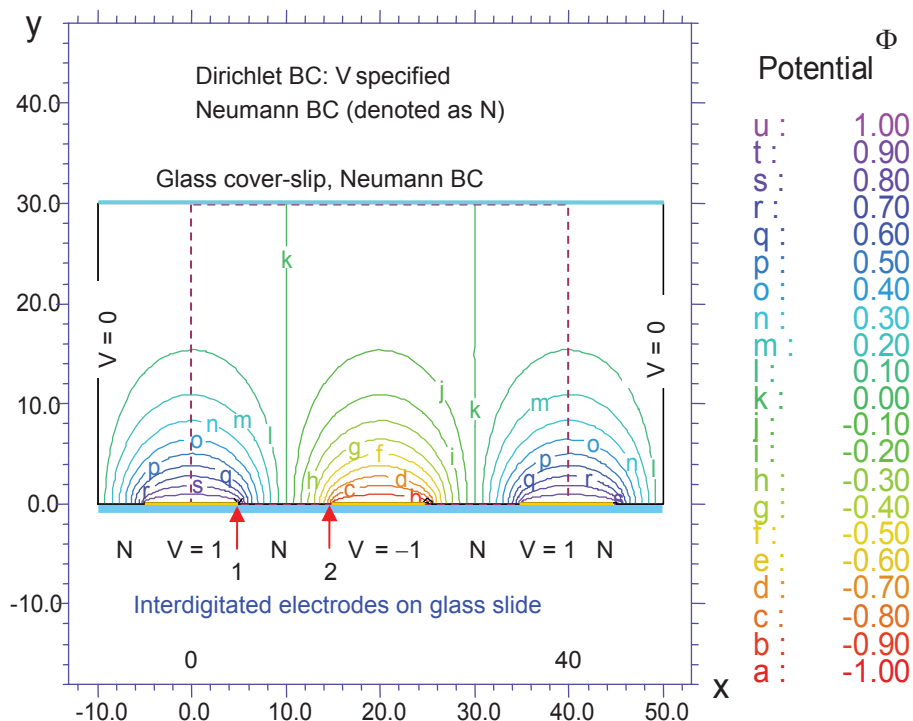 y
Φ
Potential
Dirichlet BC: V specified
Neumann BC (denoted as N)
Glass cover-slip, Neumann BC
40.0
30.0
20.0
10.0
0.0
-10.0
V = 0
V = 0
k
k
j
i
l
m
n
o
p
q
r
s
g
f
h
d
c
b
m
o
p
n
l
q
r
s
N
V = 1
N
V = −1
N
V = 1
N
1
2
Interdigitated electrodes on glass slide
0
40
x
-10.0 0.0 10.0 20.0 30.0 40.0 50.0
u : 1.00
t : 0.90
s : 0.80
r : 0.70
q : 0.60
p : 0.50
o : 0.40
n : 0.30
m : 0.20
l : 0.10
k : 0.00
j : -0.10
i : -0.20
h : -0.30
g : -0.40
f : -0.50
e : -0.60
d : -0.70
c : -0.80
b : -0.90
a : -1.00